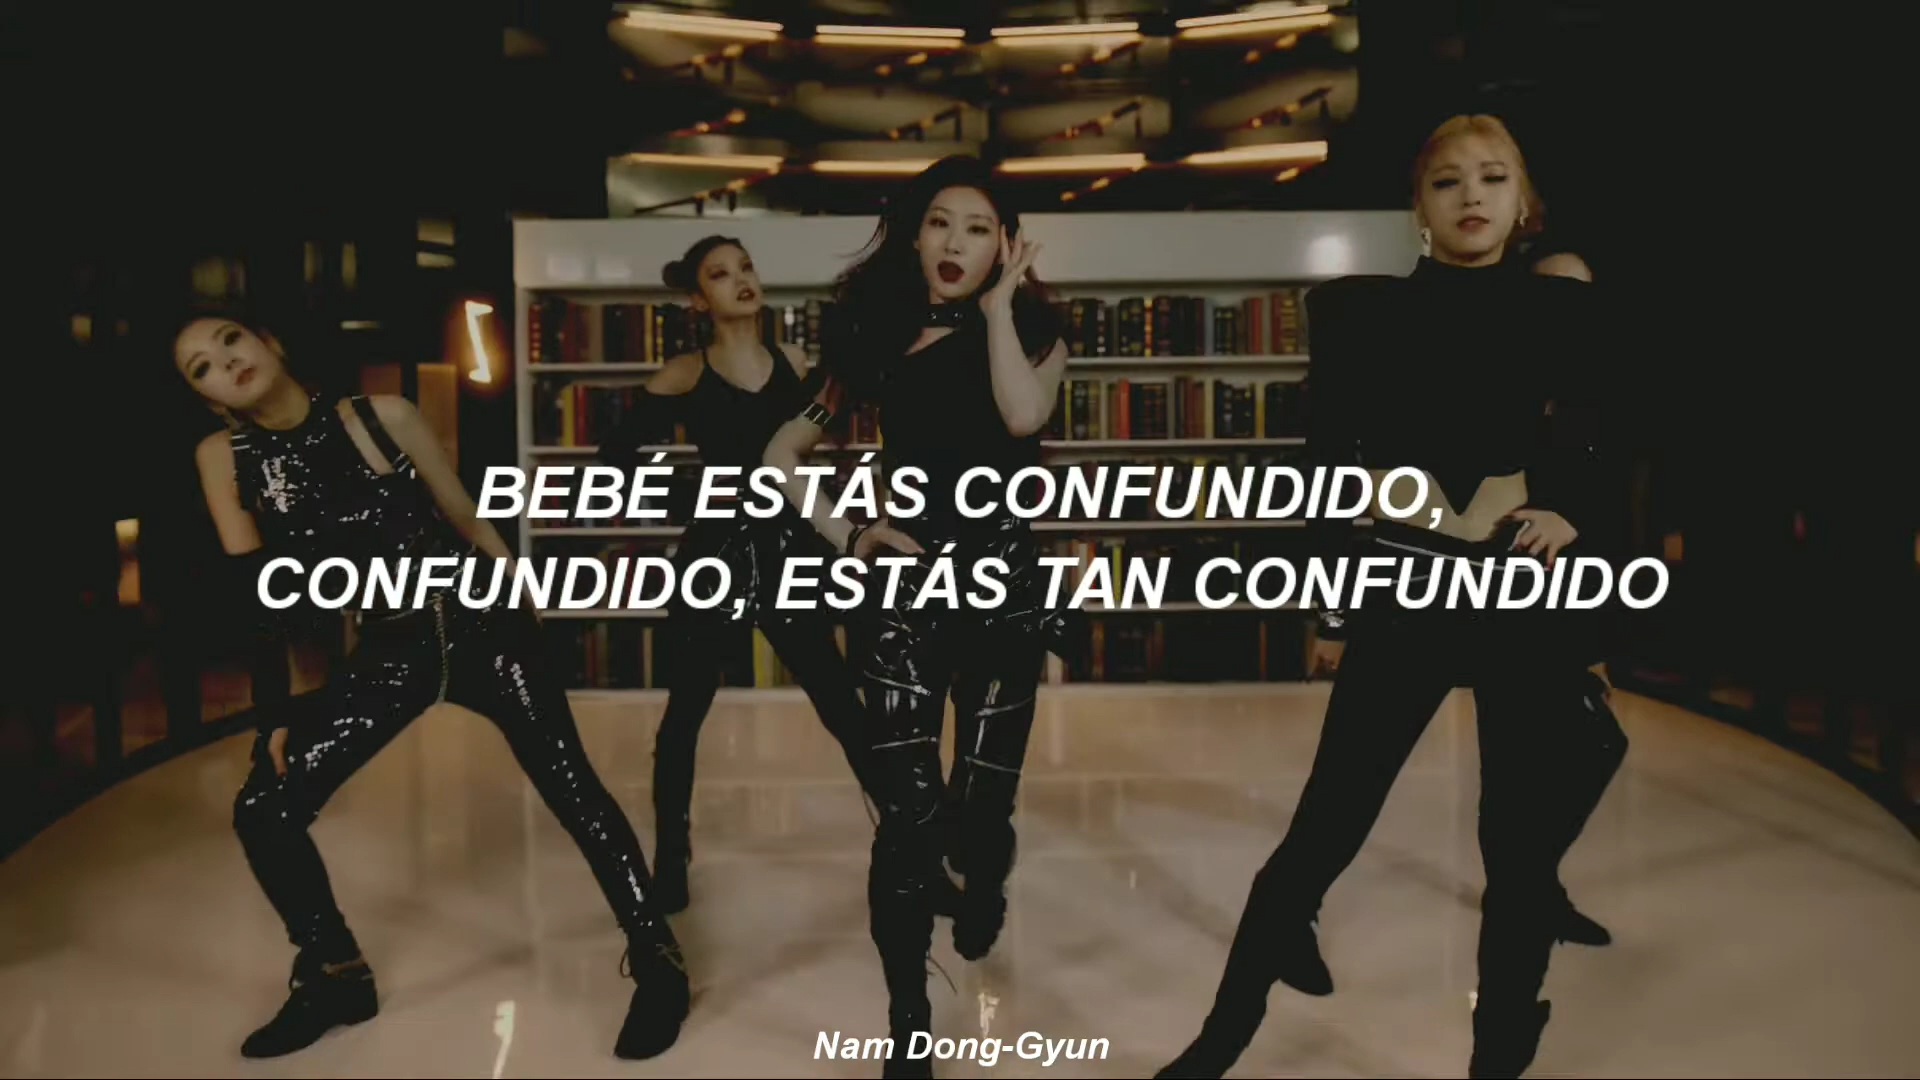 BEBÉ ESTÁS CONFUNDIDO,
CONFUNDIDO, ESTÁS TAN CONFUNDIDO
Nam Dong-Gyun